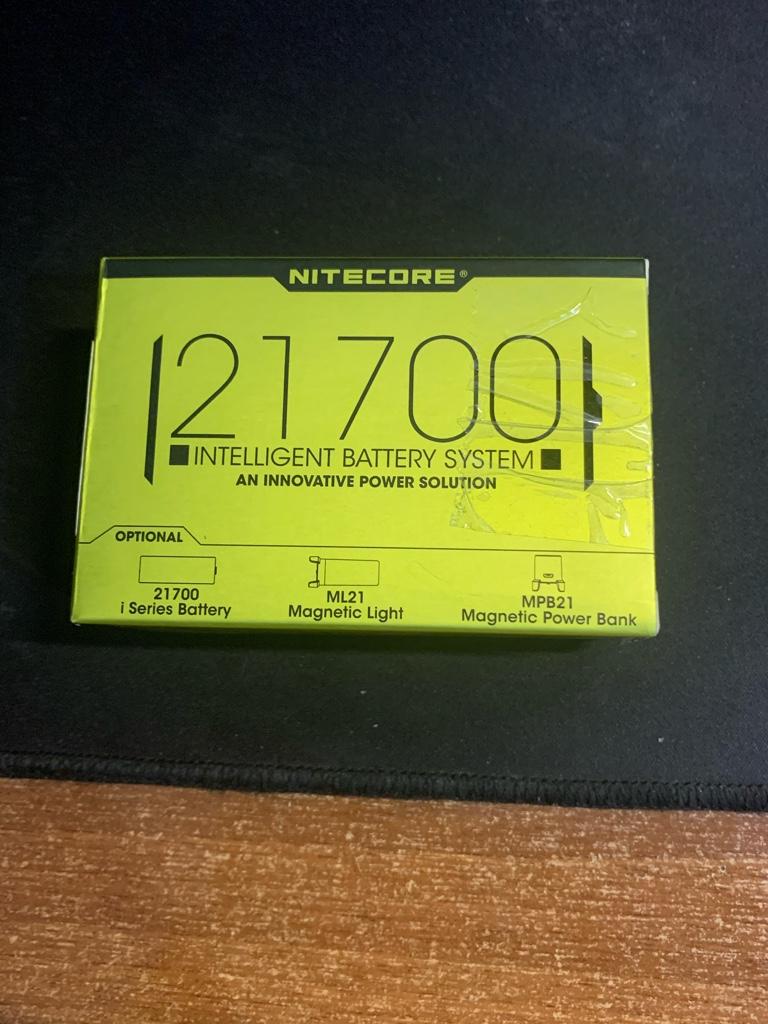 NITECORE®
21700
INTELLIGENT BATTERY SYSTEM
AN INNOVATIVE POWER SOLUTION
OPTIONAL
21700
i Series Battery
ML21
Magnetic Light
MPB21
Magnetic Power Bank